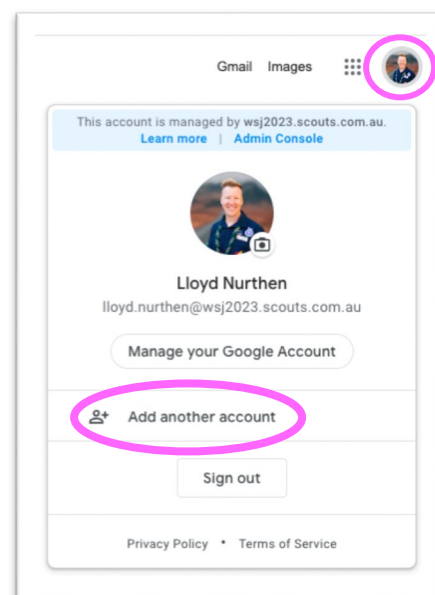 Gmail Images
This account is managed by wsj2023.scouts.com.au.
Learn more | Admin Console
Lloyd Nurthen
lloyd.nurthen@wsj2023.scouts.com.au
Manage your Google Account
Add another account
Sign out
Privacy Policy • Terms of Service